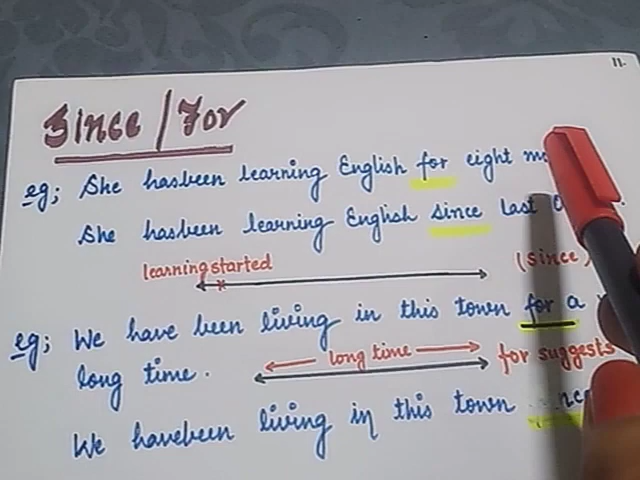 11.
Since / For
eg; She hasbeen learning English for eight
She hasbeen learning English since last
learning started (since)
eg; We have been living in this town for a
long time. long time for suggests
We havebeen living in this town